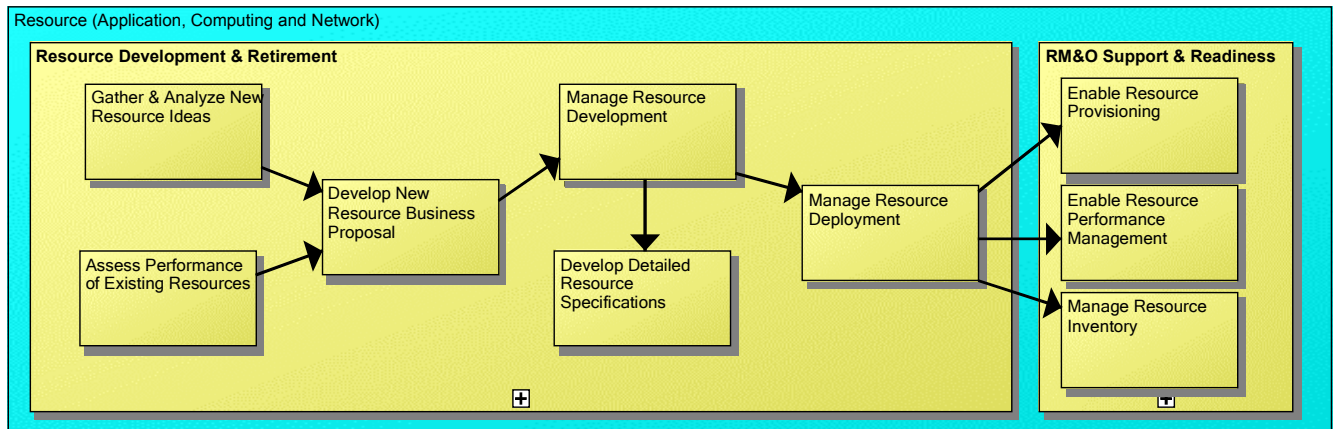 Resource (Application, Computing and Network)
Resource Development & Retirement
Gather & Analyze New
Resource Ideas
Assess Performance
of Existing Resources
Develop New
Resource Business
Proposal
Manage Resource
Development
Develop Detailed
Resource
Specifications
Manage Resource
Deployment
RM&O Support & Readiness
Enable Resource
Provisioning
Enable Resource
Performance
Management
Manage Resource
Inventory